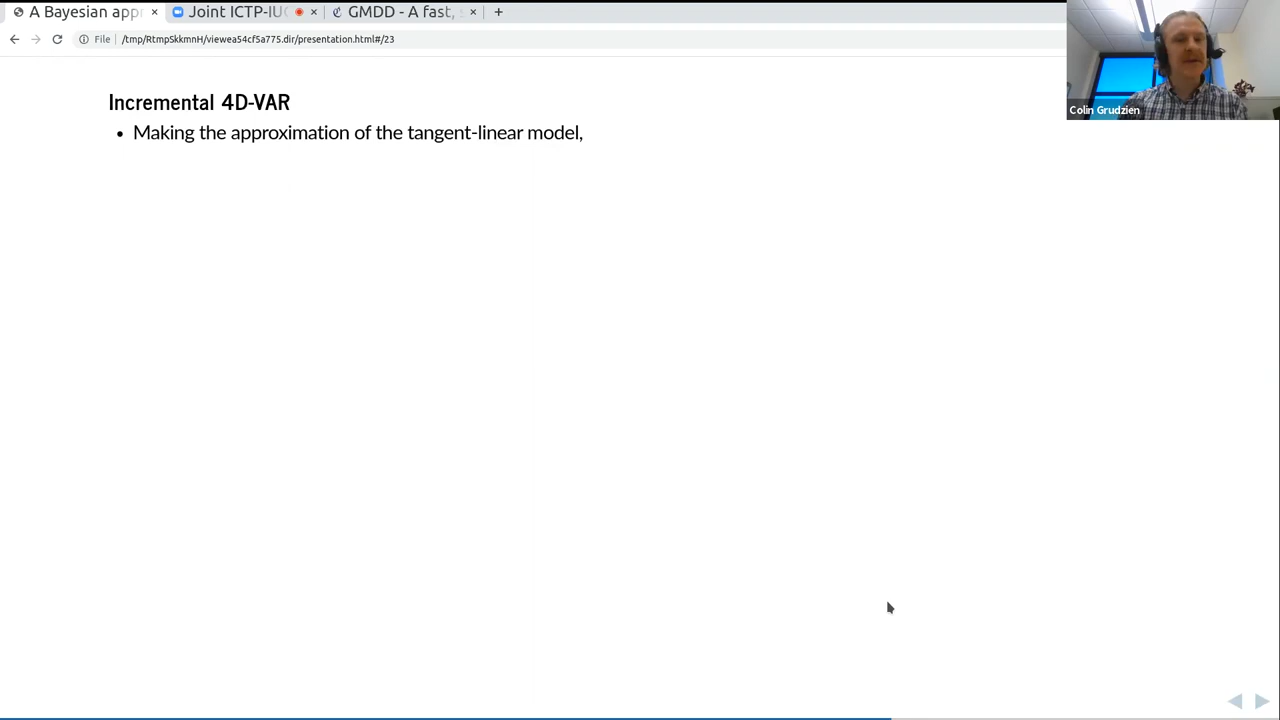 A Bayesian app
Joint ICTP-IUC
GMDD - A fast, s
File
/tmp/RtmpSkkmnH/viewea54cf5a775.dir/presentation.html#/23
Colin Grudzien
Incremental 4D-VAR
• Making the approximation of the tangent-linear model,